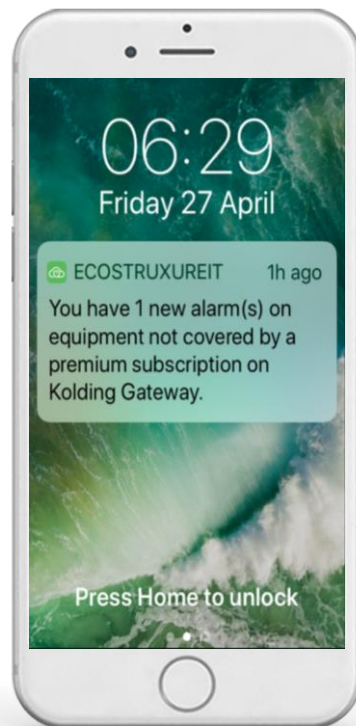 06:29
Friday 27 April
ECOSTRUXUREIT 1h ago
You have 1 new alarm(s) on
equipment not covered by a
premium subscription on
Kolding Gateway.
Press Home to unlock